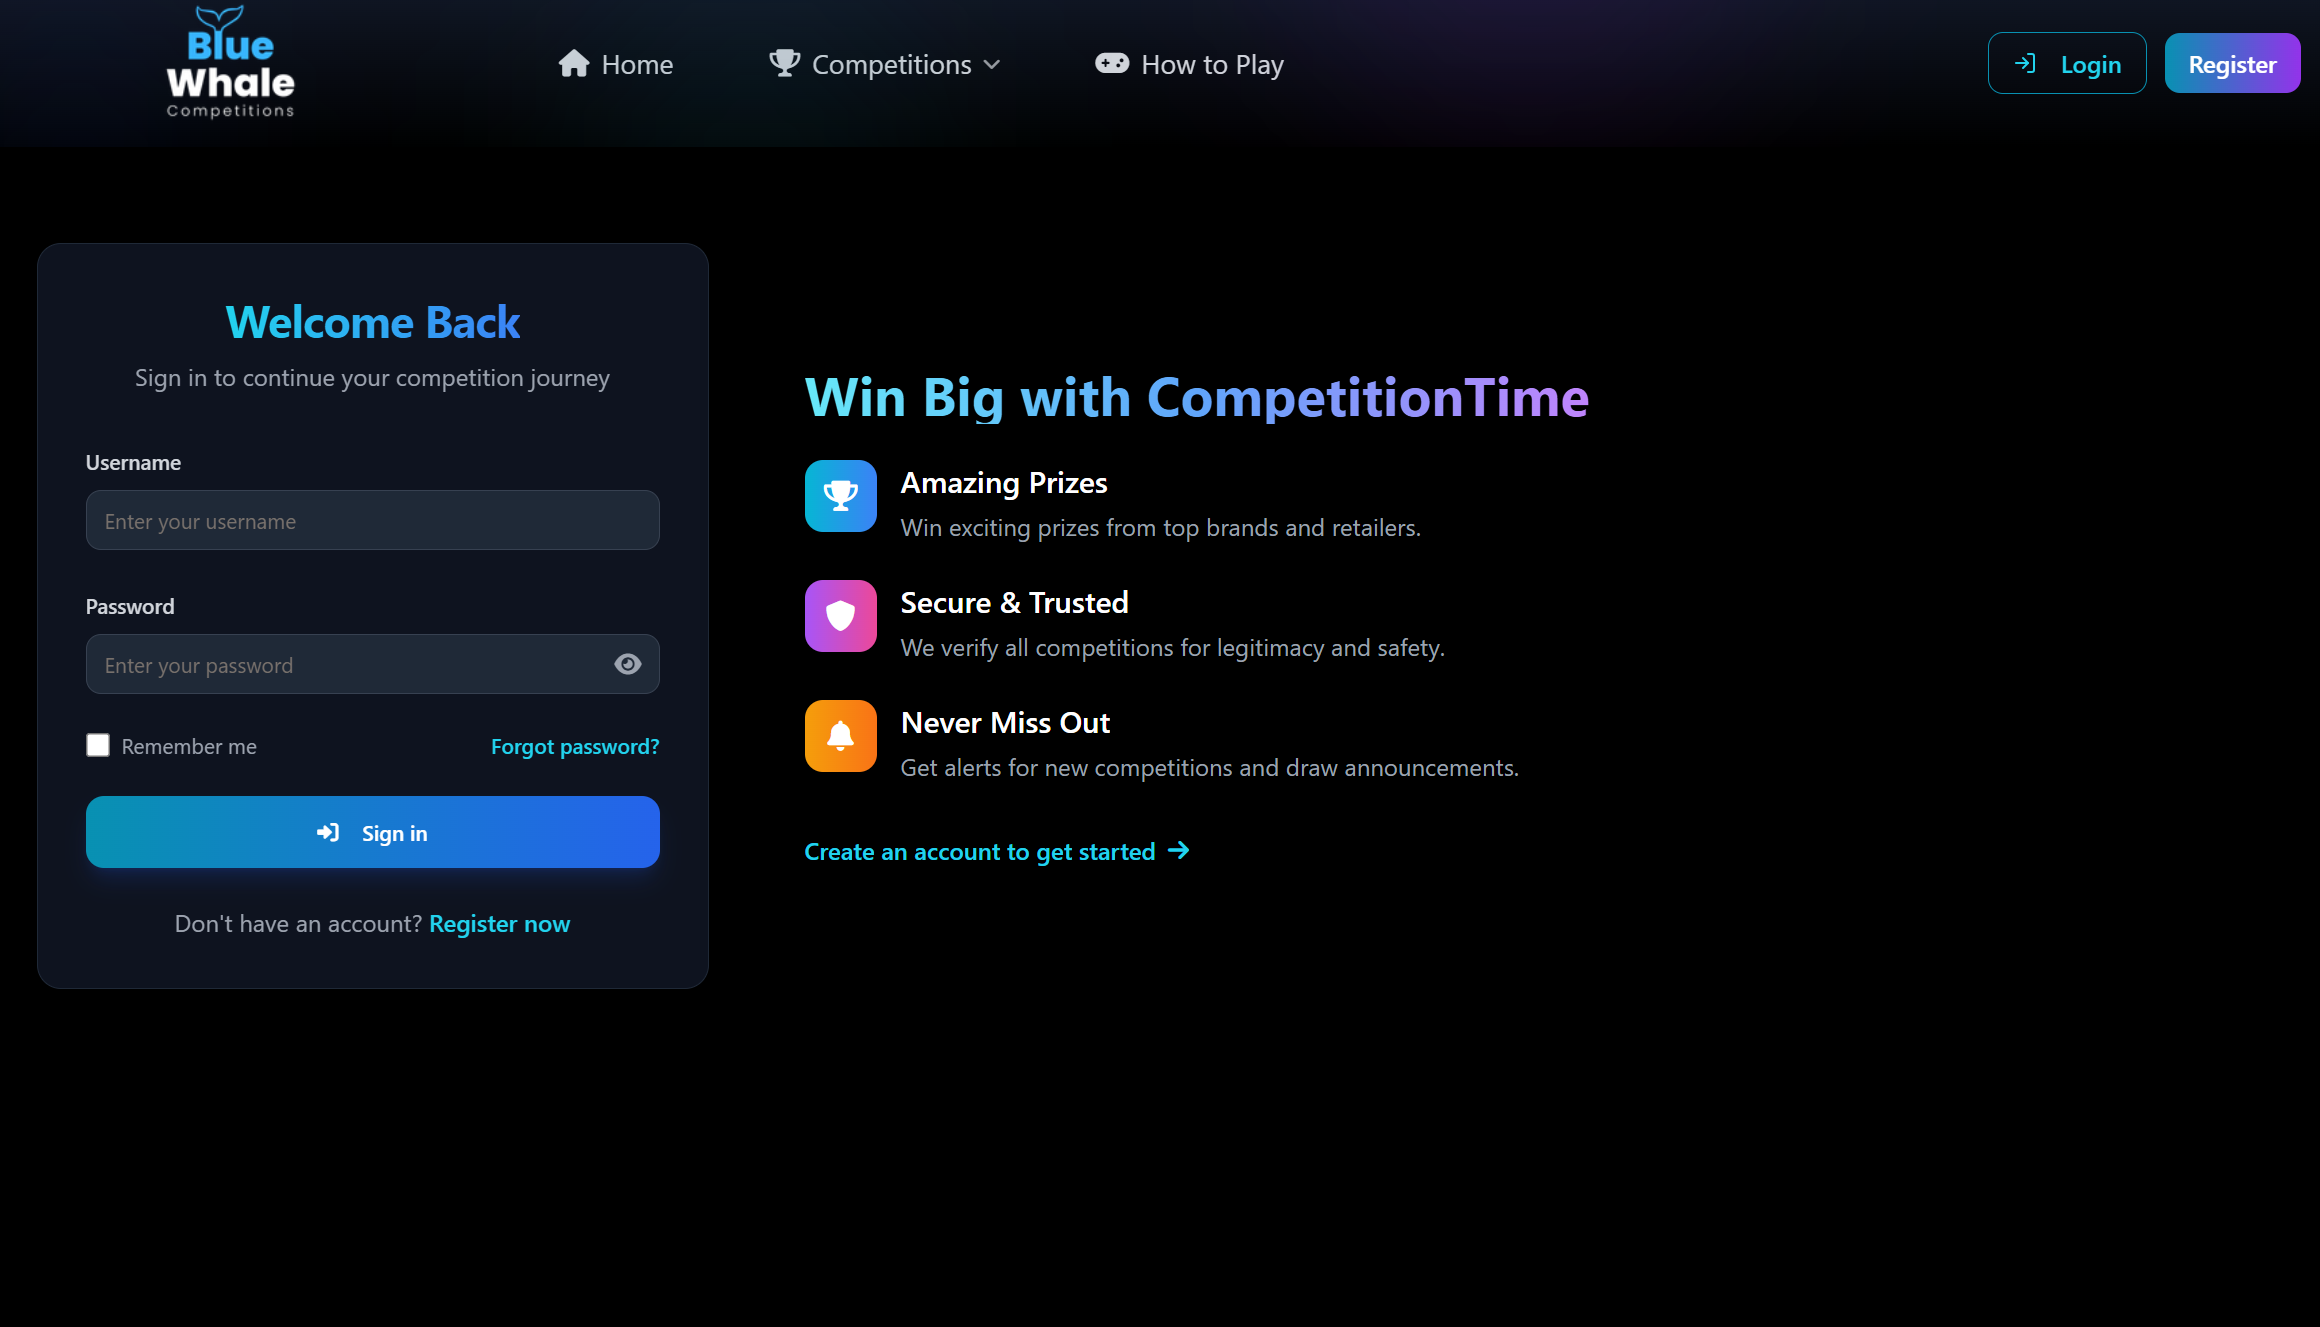 Blue
Whale
Competitions
Home
Competitions
How to Play
Login
Register
Welcome Back
Sign in to continue your competition journey
Username
Enter your username
Password
Enter your password
Remember me
Forgot password?
Sign in
Don't have an account? Register now
Win Big with CompetitionTime
Amazing Prizes
Win exciting prizes from top brands and retailers.
Secure & Trusted
We verify all competitions for legitimacy and safety.
Never Miss Out
Get alerts for new competitions and draw announcements.
Create an account to get started